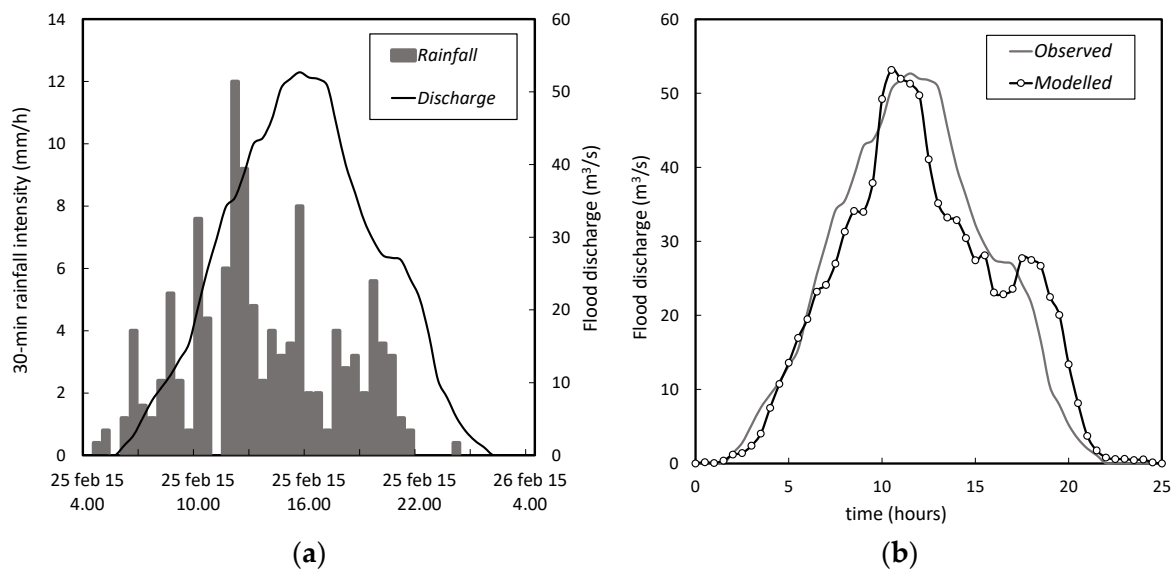 14
12
10
8
6
4
2
0
30-min rainfall intensity (mm/h)
Rainfall
Discharge
60
50
40
30
20
10
0
Flood discharge (m³/s)
25 feb 15 25 feb 15 25 feb 15 25 feb 15 26 feb 15
4.00 10.00 16.00 22.00 4.00
(a)
60
50
40
30
20
10
0
Flood discharge (m³/s)
Observed
Modelled
0 5 10 15 20 25
time (hours)
(b)